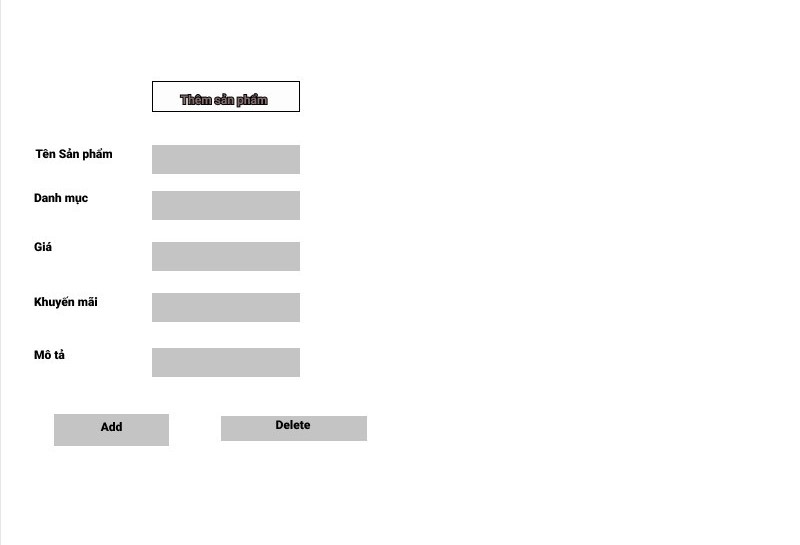 Thêm sản phẩm
Tên Sản phẩm
Danh mục
Giá
Khuyến mãi
Mô tả
Add
Delete